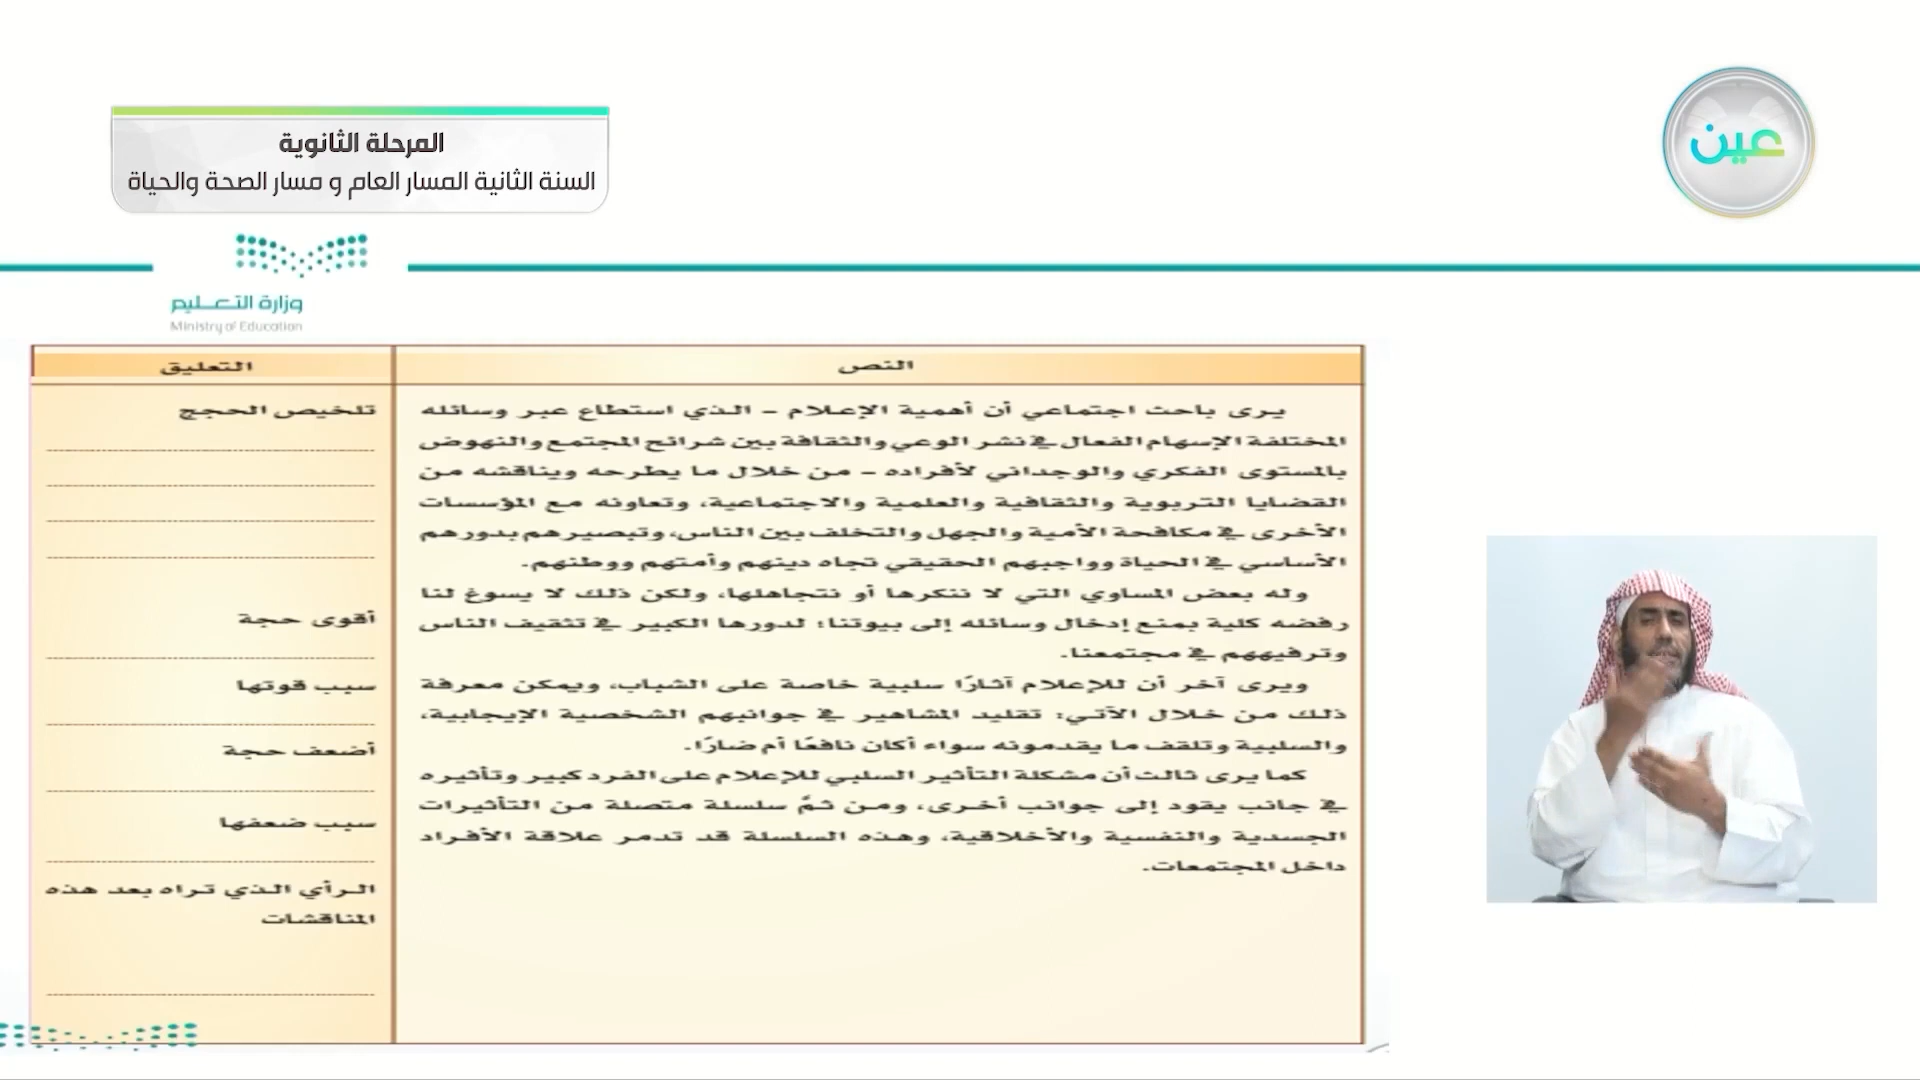 المرحلة الثانوية
السنة الثانية المسار العام و مسار الصحة والحياة
عين
وزارة التعليم
Ministry of Education
النص
يرى باحث اجتماعي أن أهمية الإعلام – الذي استطاع عبر وسائله
المختلفة الإسهام الفعال في نشر الوعي والثقافة بين شرائح المجتمع والنهوض
بالمستوى الفكري والوجداني لأفراده – من خلال ما يطرحه ويناقشه من
القضايا التربوية والثقافية والعلمية والاجتماعية، وتعاونه مع المؤسسات
الأخرى في مكافحة الأمية والجهل والتخلف بين الناس، وتبصيرهم بدورهم
الأساسي في الحياة وواجبهم الحقيقي تجاه دينهم وأمتهم ووطنهم.
وله بعض المساوي التي لا ننكرها أو نتجاهلها، ولكن ذلك لا يسوغ لنا
رفضه كلية بمنع إدخال وسائله إلى بيوتنا؛ لدورها الكبير في تثقيف الناس
وترفيههم في مجتمعنا.
ويرى آخر أن للإعلام آثارًا سلبية خاصة على الشباب، ويمكن معرفة
ذلك من خلال الآتي: تقليد المشاهير في جوانبهم الشخصية الإيجابية،
والسلبية وتلقف ما يقدمونه سواء أكان نافعًا أم ضارًا.
كما يرى ثالث أن مشكلة التأثير السلبي للإعلام على الفرد كبير وتأثيره
في جانب يقود إلى جوانب أخرى، ومن ثمَّ سلسلة متصلة من التأثيرات
الجسدية والنفسية والأخلاقية، وهذه السلسلة قد تدمر علاقة الأفراد
داخل المجتمعات.
التعليق
تلخيص الحجج
أقوى حجة
سبب قوتها
أضعف حجة
سبب ضعفها
الرأي الذي تراه بعد هذه
المناقشات